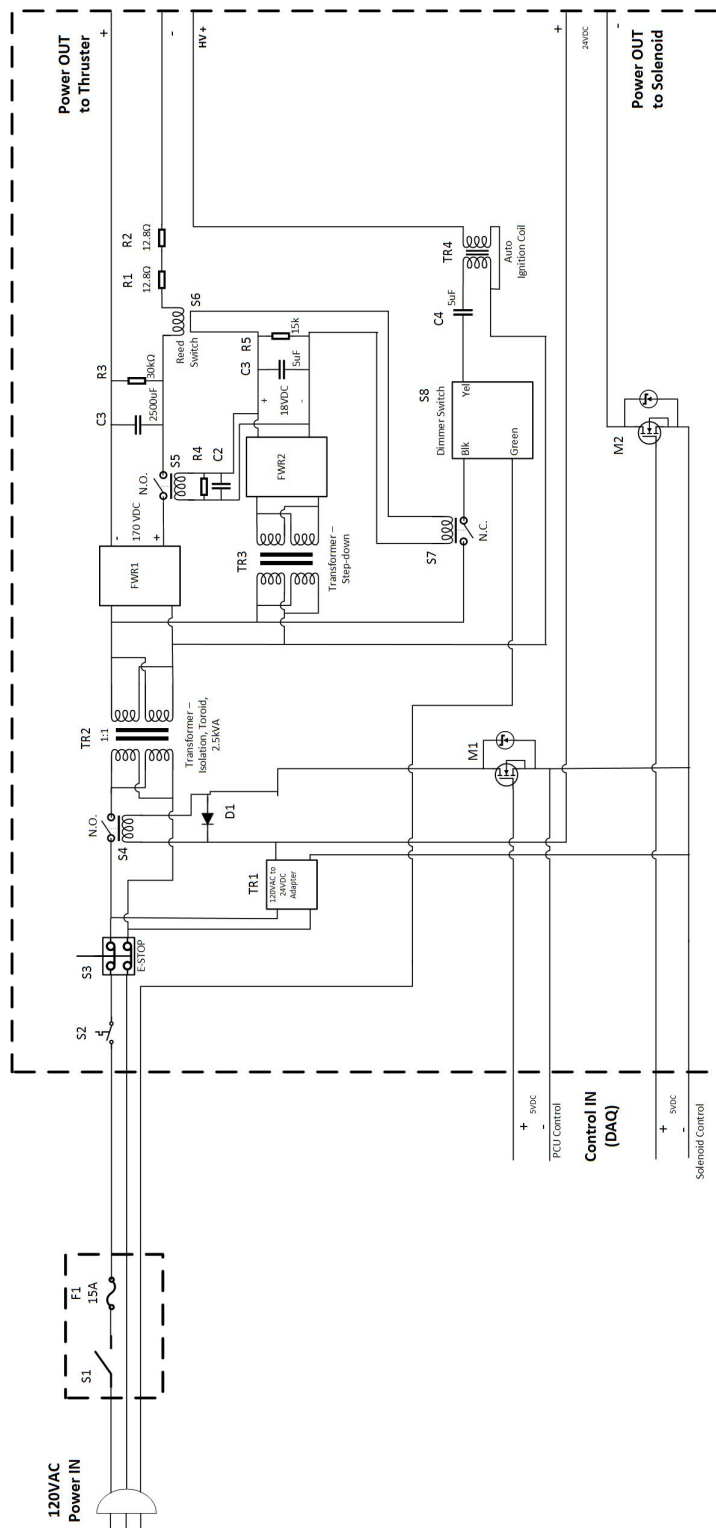 120VAC
Power IN
S1
F1
15A
S2
S3
E-STOP
N.O.
S4
TR1
120VAC to
24VDC
Adapter
D1
TR2
1:1
Transformer –
Isolation, Toroid,
2.5kVA
FWR1
-
170 VDC
+
N.O.
S5
C3
2500uF
R3
30kΩ
R4
C2
TR3
Transformer –
Step-down
FWR2
+
18VDC
-
C3
5uF
R5
15k
Reed
Switch
S6
R1
12.8Ω
R2
12.8Ω
S7
N.C.
S8
Dimmer Switch
Blk
Yel
Green
C4
5uF
TR4
Auto
Ignition Coil
M1
M2
Power OUT
to Thruster
+
-
HV +
+
24VDC
-
Power OUT
to Solenoid
+
5VDC
-
PCU Control
Control IN
(DAQ)
+
5VDC
-
Solenoid Control